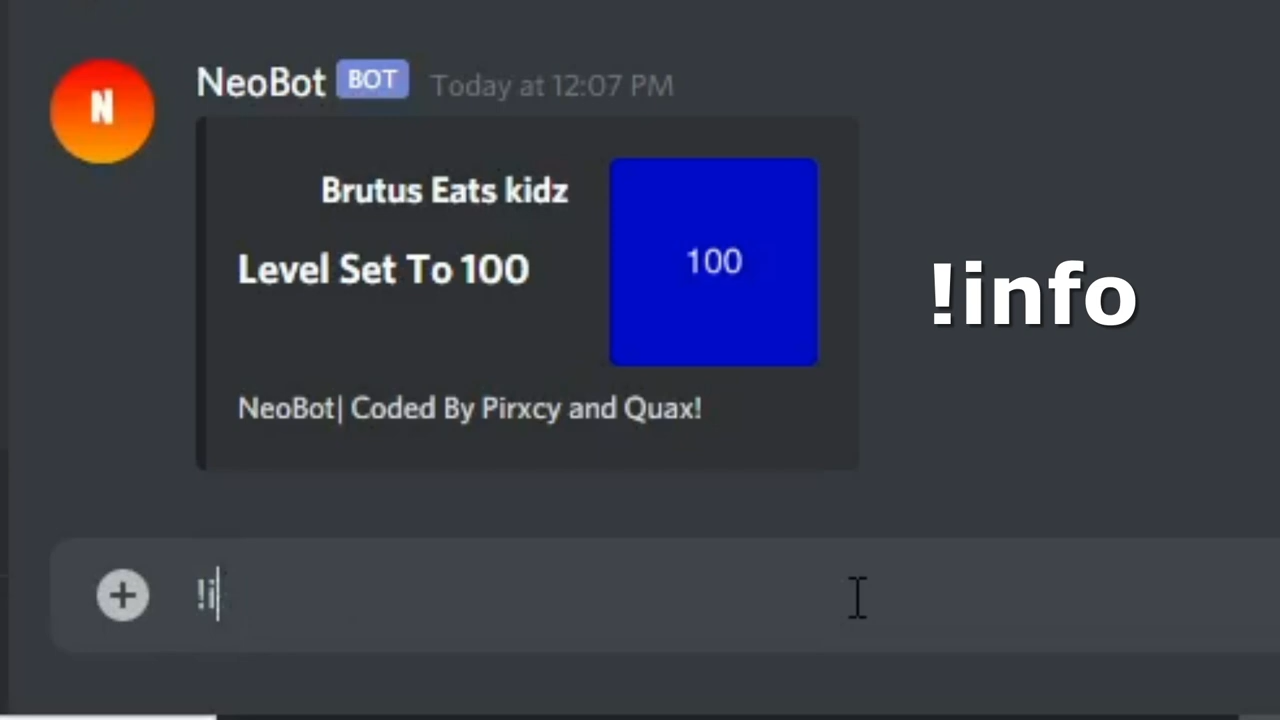 N
NeoBot BOT Today at 12:07 PM
Brutus Eats kidz
Level Set To 100
100
!info
NeoBot| Coded By Pirxcy and Quax!
!i